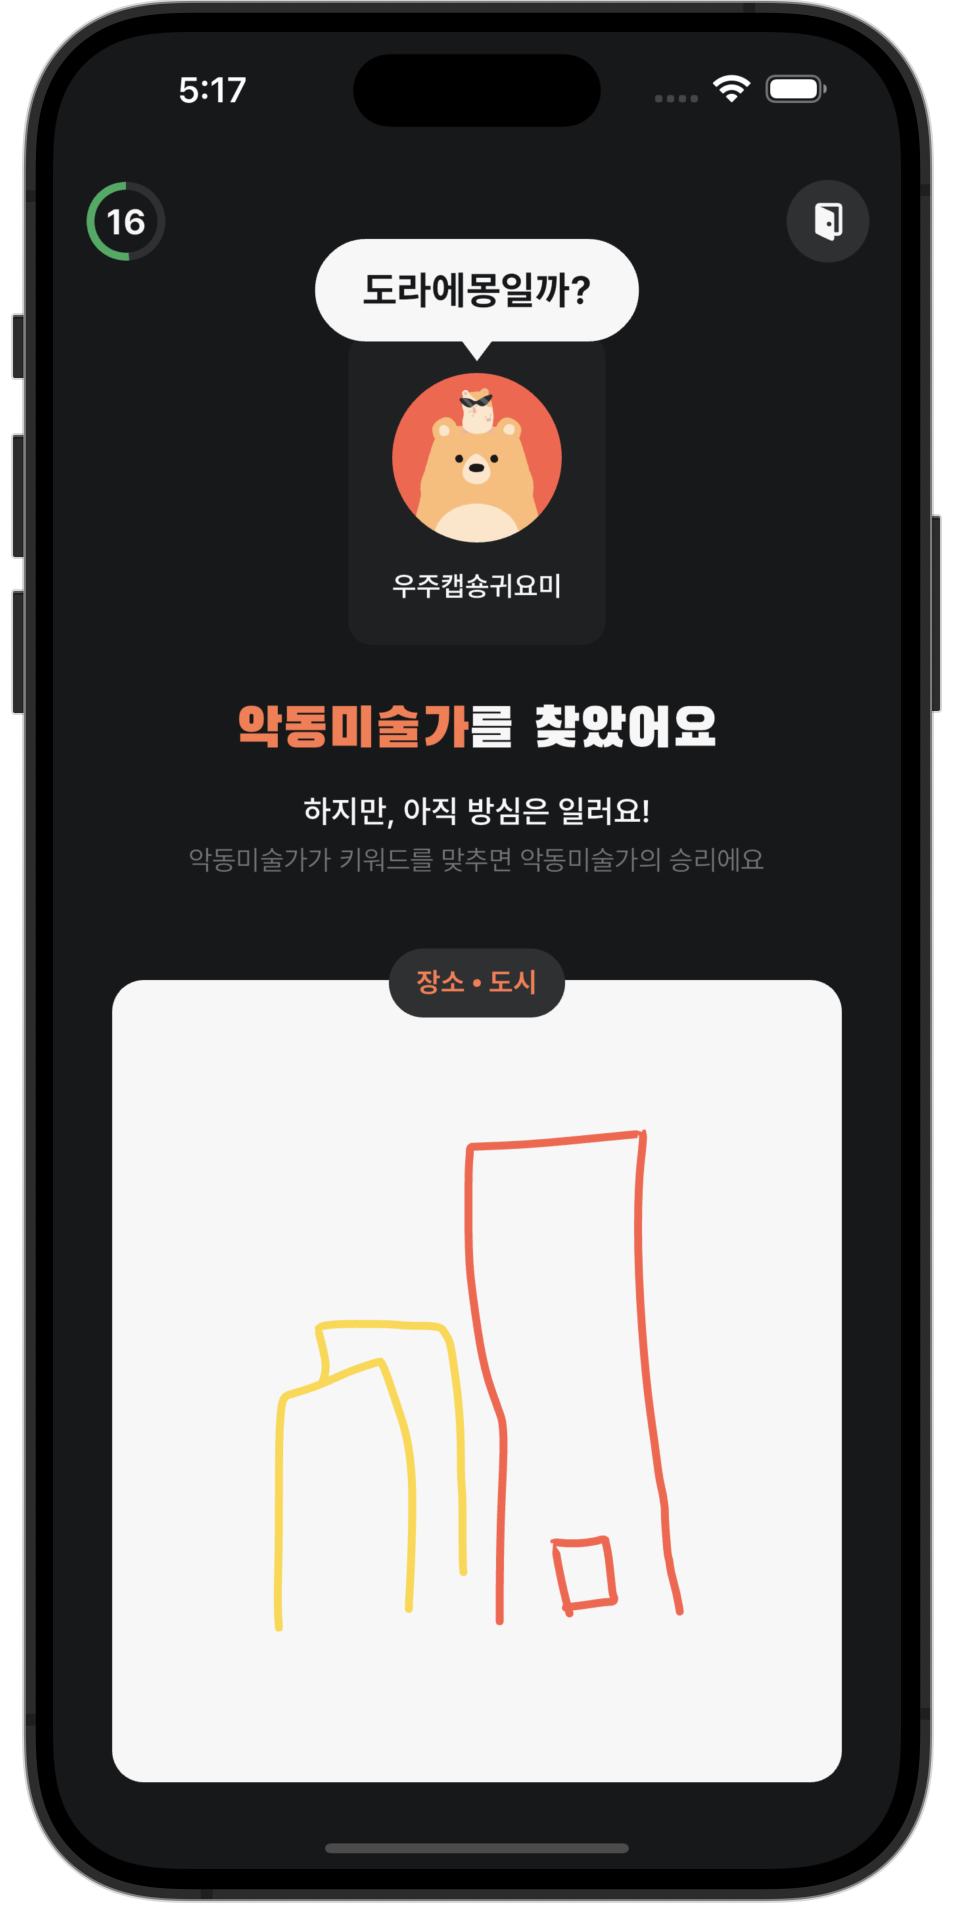 5:17
16
도라에몽일까?
우주캡숑귀요미
악동미술가를 찾았어요
하지만, 아직 방심은 일러요!
악동미술가가 키워드를 맞추면 악동미술가의 승리에요
장소 • 도시